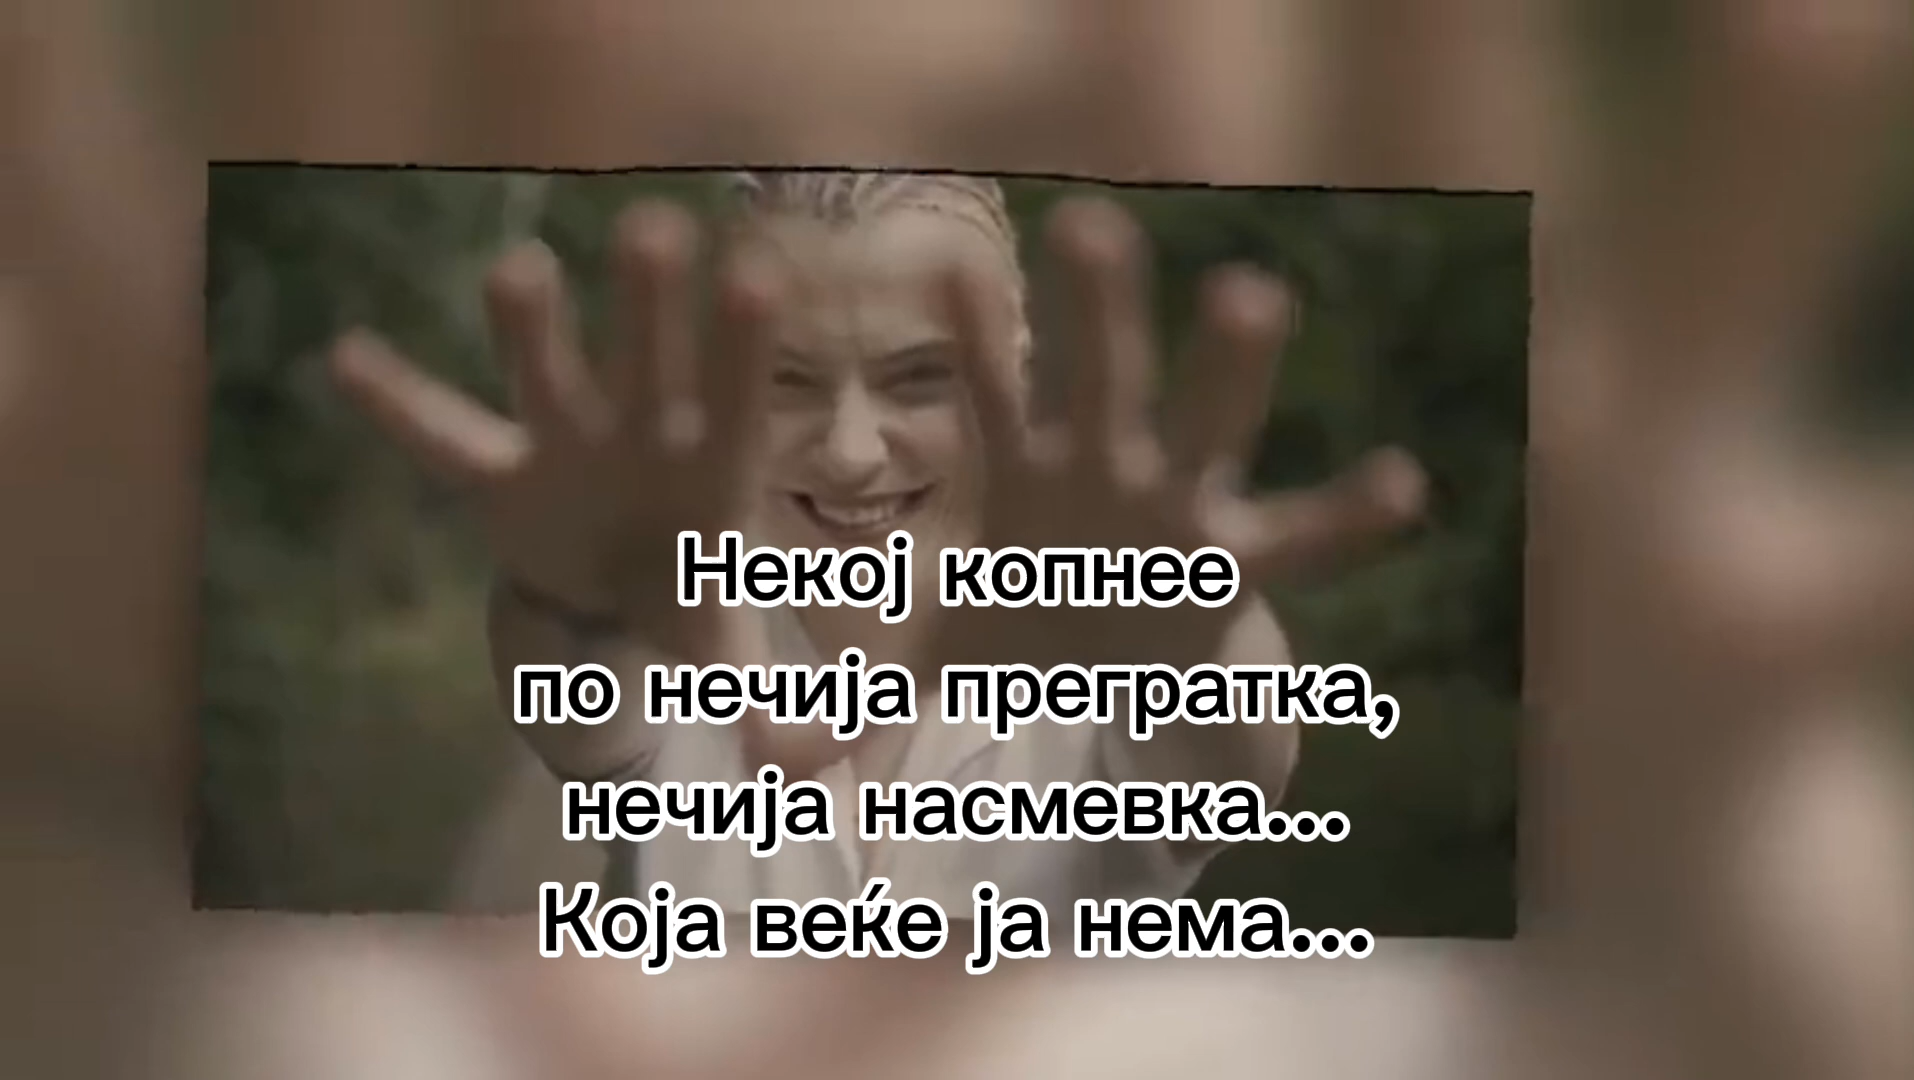 Некој копнее
по нечија прегратка,
нечија насмевка...
Која веќе ја нема...